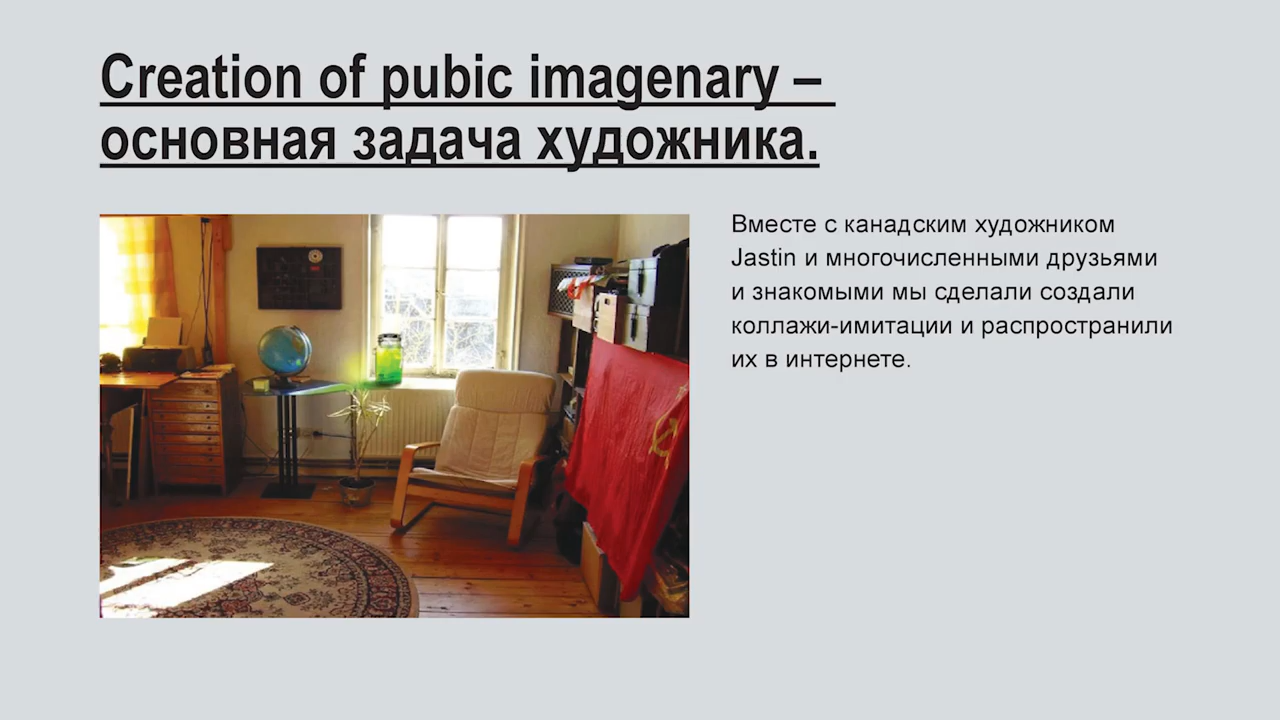 Creation of pubic imagenary –
основная задача художника.
Вместе с канадским художником
Jastin и многочисленными друзьями
и знакомыми мы сделали создали
коллажи-имитации и распространили
их в интернете.